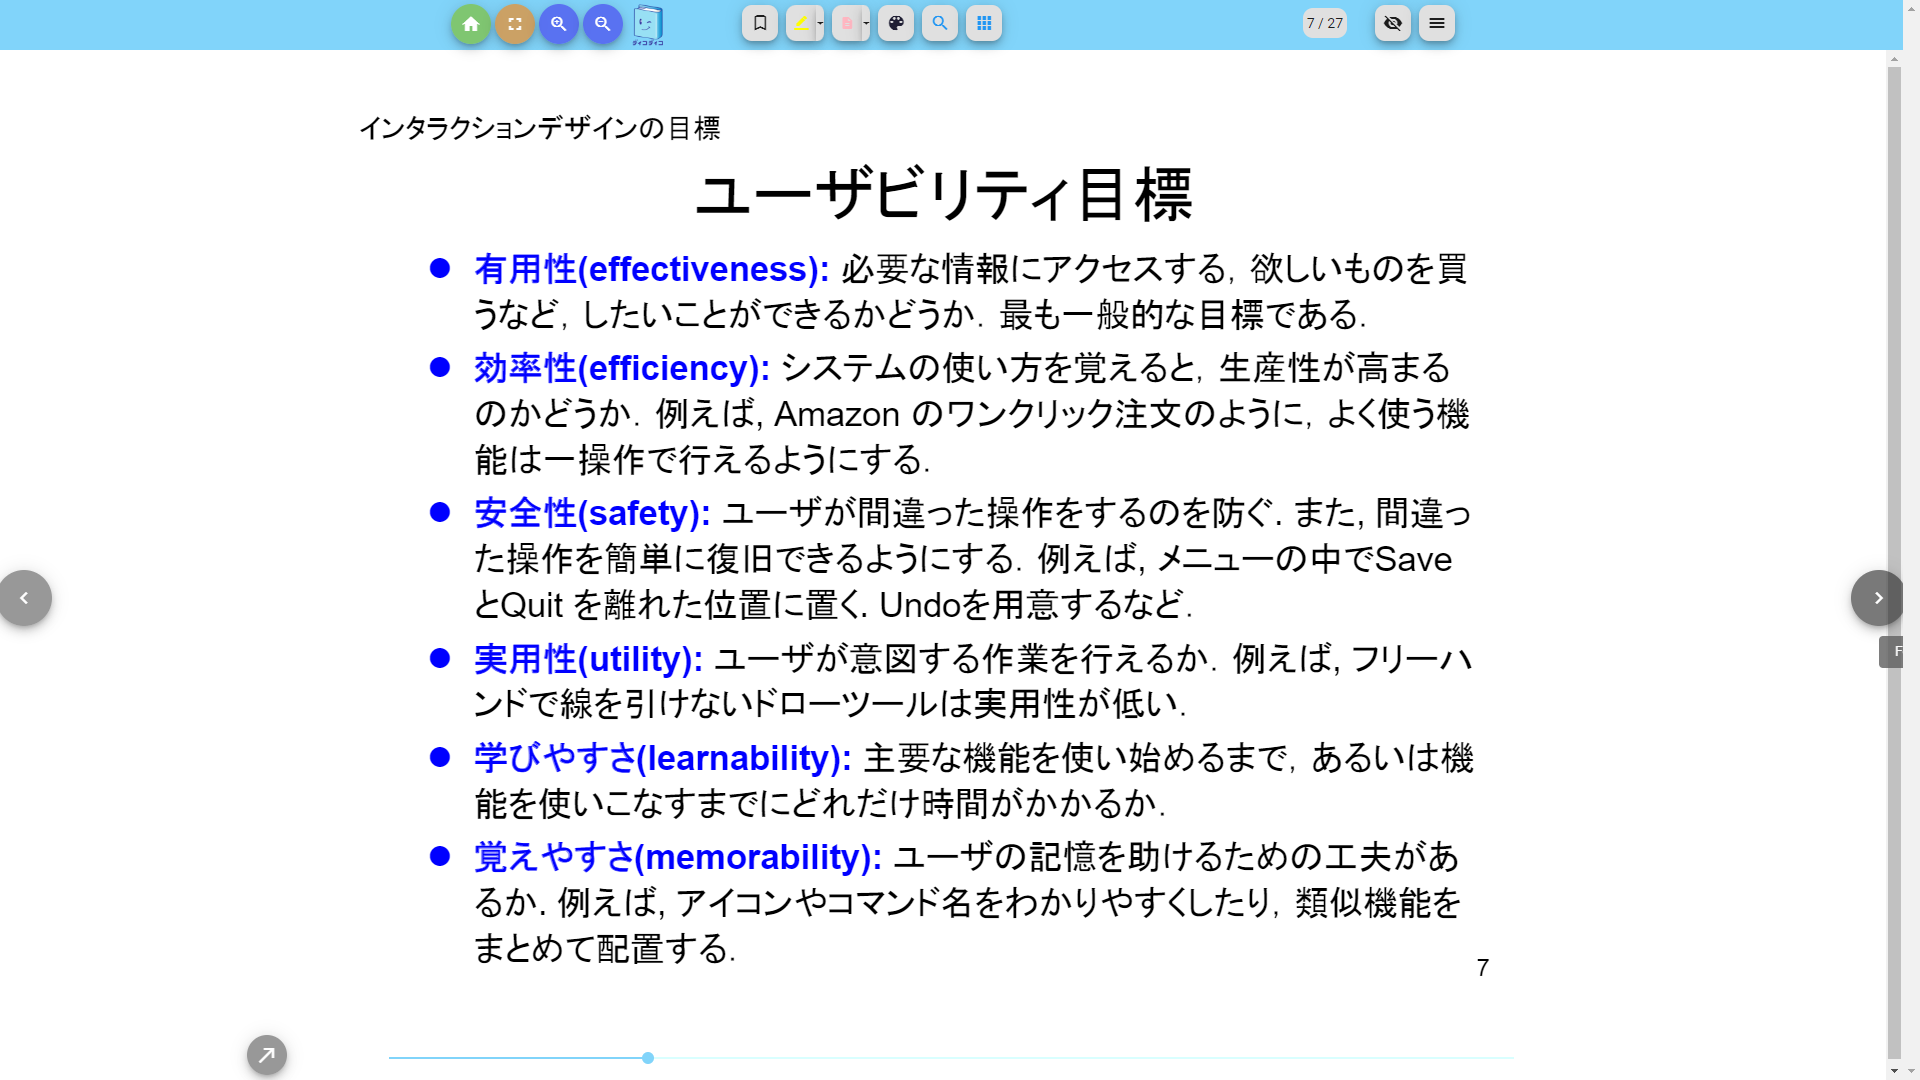 7 / 27
ダイコダイコ
インタラクションデザインの目標
ユーザビリティ目標
● 有用性(effectiveness): 必要な情報にアクセスする, 欲しいものを買
うなど, したいことができるかどうか. 最も一般的な目標である.
● 効率性(efficiency): システムの使い方を覚えると, 生産性が高まる
のかどうか. 例えば, Amazon のワンクリック注文のように, よく使う機
能は一操作で行えるようにする.
● 安全性(safety): ユーザが間違った操作をするのを防ぐ. また, 間違っ
た操作を簡単に復旧できるようにする. 例えば, メニューの中でSave
とQuit を離れた位置に置く. Undoを用意するなど.
● 実用性(utility): ユーザが意図する作業を行えるか. 例えば, フリーハ
ンドで線を引けないドローツールは実用性が低い.
● 学びやすさ(learnability): 主要な機能を使い始めるまで, あるいは機
能を使いこなすまでにどれだけ時間がかかるか.
● 覚えやすさ(memorability): ユーザの記憶を助けるための工夫があ
るか. 例えば, アイコンやコマンド名をわかりやすくしたり, 類似機能を
まとめて配置する.
7